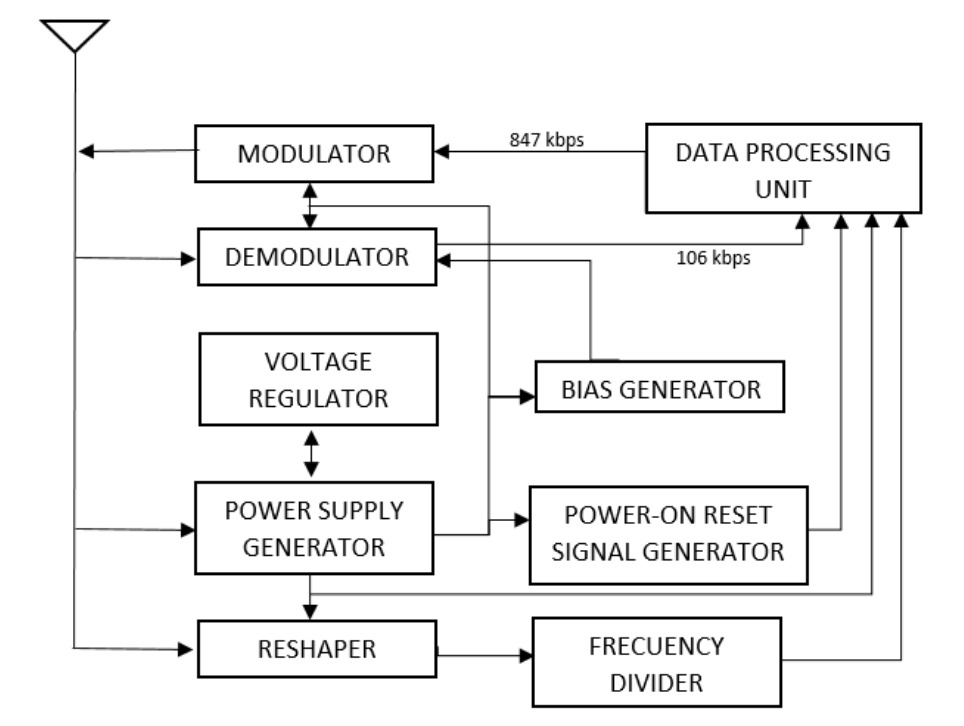 MODULATOR
847 kbps
DATA PROCESSING
UNIT
DEMODULATOR
106 kbps
VOLTAGE
REGULATOR
BIAS GENERATOR
POWER SUPPLY
GENERATOR
POWER-ON RESET
SIGNAL GENERATOR
RESHAPER
FRECUENCY
DIVIDER